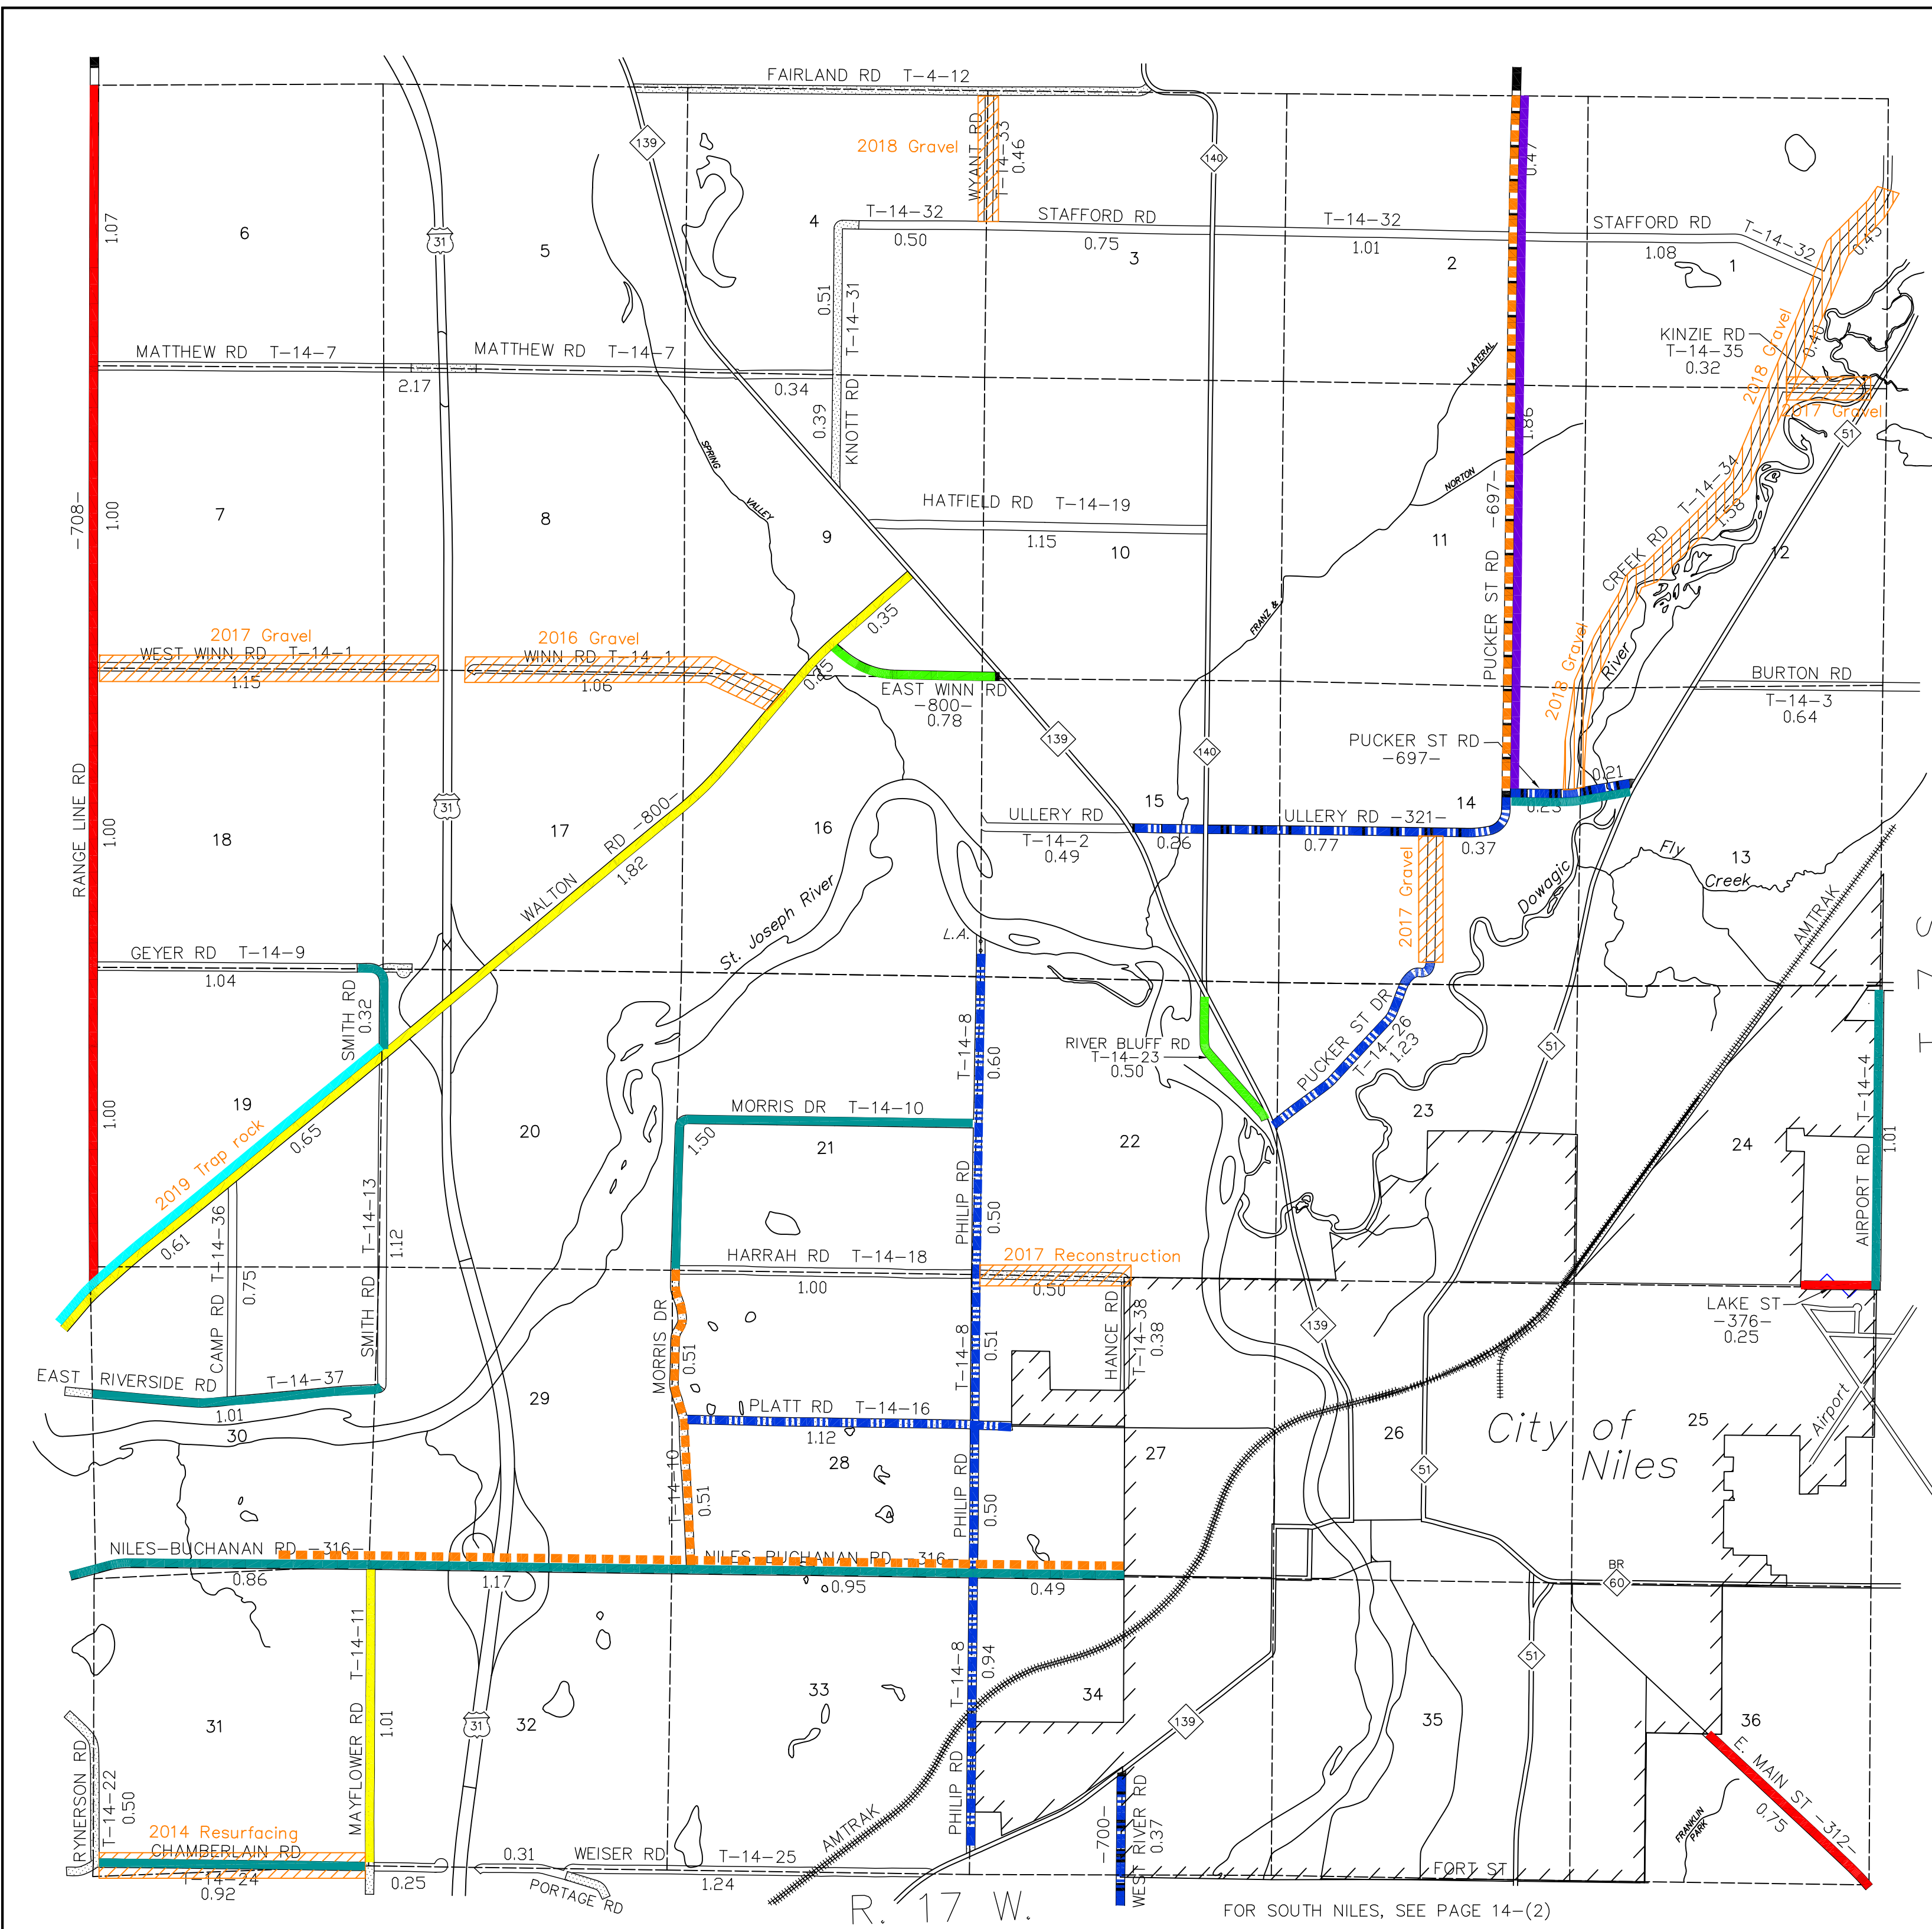 FAIRLAND RD T-4-12
139
2018 Gravel
WYANT RD
T-14-33
0.46
140
0.47
1.07
6
31
5
4
T-14-32
0.50
STAFFORD RD
0.75
3
T-14-32
1.01
2
STAFFORD RD
1.08
T-14-32
1
0.45
0.51
KNOTT RD T-14-31
0.39
MATTHEW RD T-14-7
MATTHEW RD T-14-7
2.17
0.34
LATERAL
KINZIE RD
T-14-35
0.32
0.40
2018 Gravel
2017 Gravel
1.86
51
SPRING
VALLEY
NORTON
-708-
1.00
7
8
9
HATFIELD RD T-14-19
1.15
10
11
PUCKER ST RD -697-
CREEK RD T-14-34
1.58
12
FRANZ &
0.35
2017 Gravel
WEST WINN RD T-14-1
1.15
2016 Gravel
WINN RD T-14-1
1.06
EAST WINN RD
-800-
0.78
2018 Gravel
River
BURTON RD
T-14-3
0.64
139
140
PUCKER ST RD
-697-
0.21
0.23
RANGE LINE RD
1.00
31
18
17
WALTON RD -800-
1.82
16
15
14
ULLERY RD
T-14-2
0.49
0.26
ULLERY RD -321-
0.77
0.37
2017 Gravel
Dowagic
Fly
Creek
13
AMTRAK
St. Joseph River
L.A.
GEYER RD T-14-9
1.04
SMITH RD
0.32
T-14-8
0.60
RIVER BLUFF RD
T-14-23
0.50
PUCKER ST DR
T-14-26
1.23
51
1.00
19
2019 Trap rock
0.65
0.61
20
MORRIS DR T-14-10
1.50
21
22
23
24
AIRPORT RD T-14-4
1.01
PHILIP RD
0.50
CAMP RD T-14-36
0.75
SMITH RD T-14-13
1.12
HARRAH RD T-14-18
1.00
2017 Reconstruction
0.50
HANCE RD
T-14-38
0.38
LAKE ST
-376-
0.25
139
EAST RIVERSIDE RD T-14-37
1.01
MORRIS DR
0.51
T-14-8
0.51
30
29
PLATT RD T-14-16
1.12
28
27
26
25
Airport
City of
Niles
T-14-10
0.51
PHILIP RD
0.50
51
NILES-BUCHANAN RD -316-
0.86
1.17
NILES-BUCHANAN RD -316-
0.95
0.49
BR
60
MAYFLOWER RD T-14-11
1.01
T-14-8
0.94
51
31
31
32
33
34
139
35
36
E. MAIN ST -312-
0.75
RYNERSON RD
T-14-22
0.50
2014 Resurfacing
CHAMBERLAIN RD
T-14-24
0.92
0.25
0.31
PORTAGE RD
WEISER RD T-14-25
1.24
AMTRAK
PHILIP RD
-700-
WEST RIVER RD
0.37
FRANKLIN
PARK
FORT ST
R. 17 W.
FOR SOUTH NILES, SEE PAGE 14-(2)